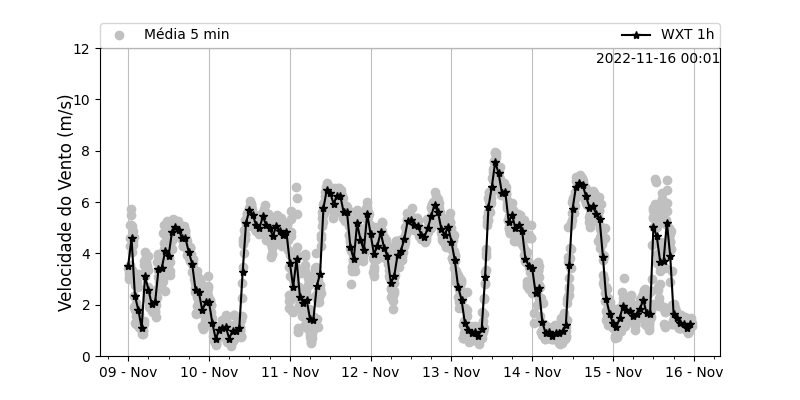 Média 5 min
WXT 1h
2022-11-16 00:01
Velocidade do Vento (m/s)
12
10
8
6
4
2
0
09 - Nov
10 - Nov
11 - Nov
12 - Nov
13 - Nov
14 - Nov
15 - Nov
16 - Nov